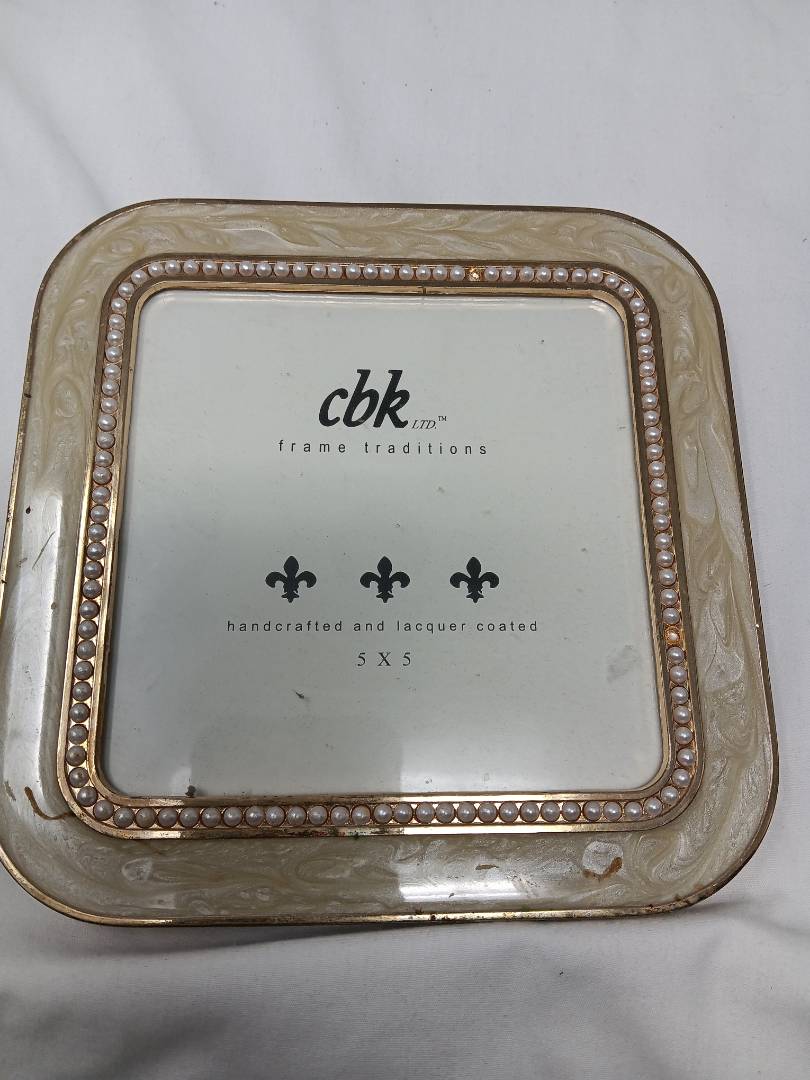 cbk LTD.™
frame traditions
handcrafted and lacquer coated
5 X 5